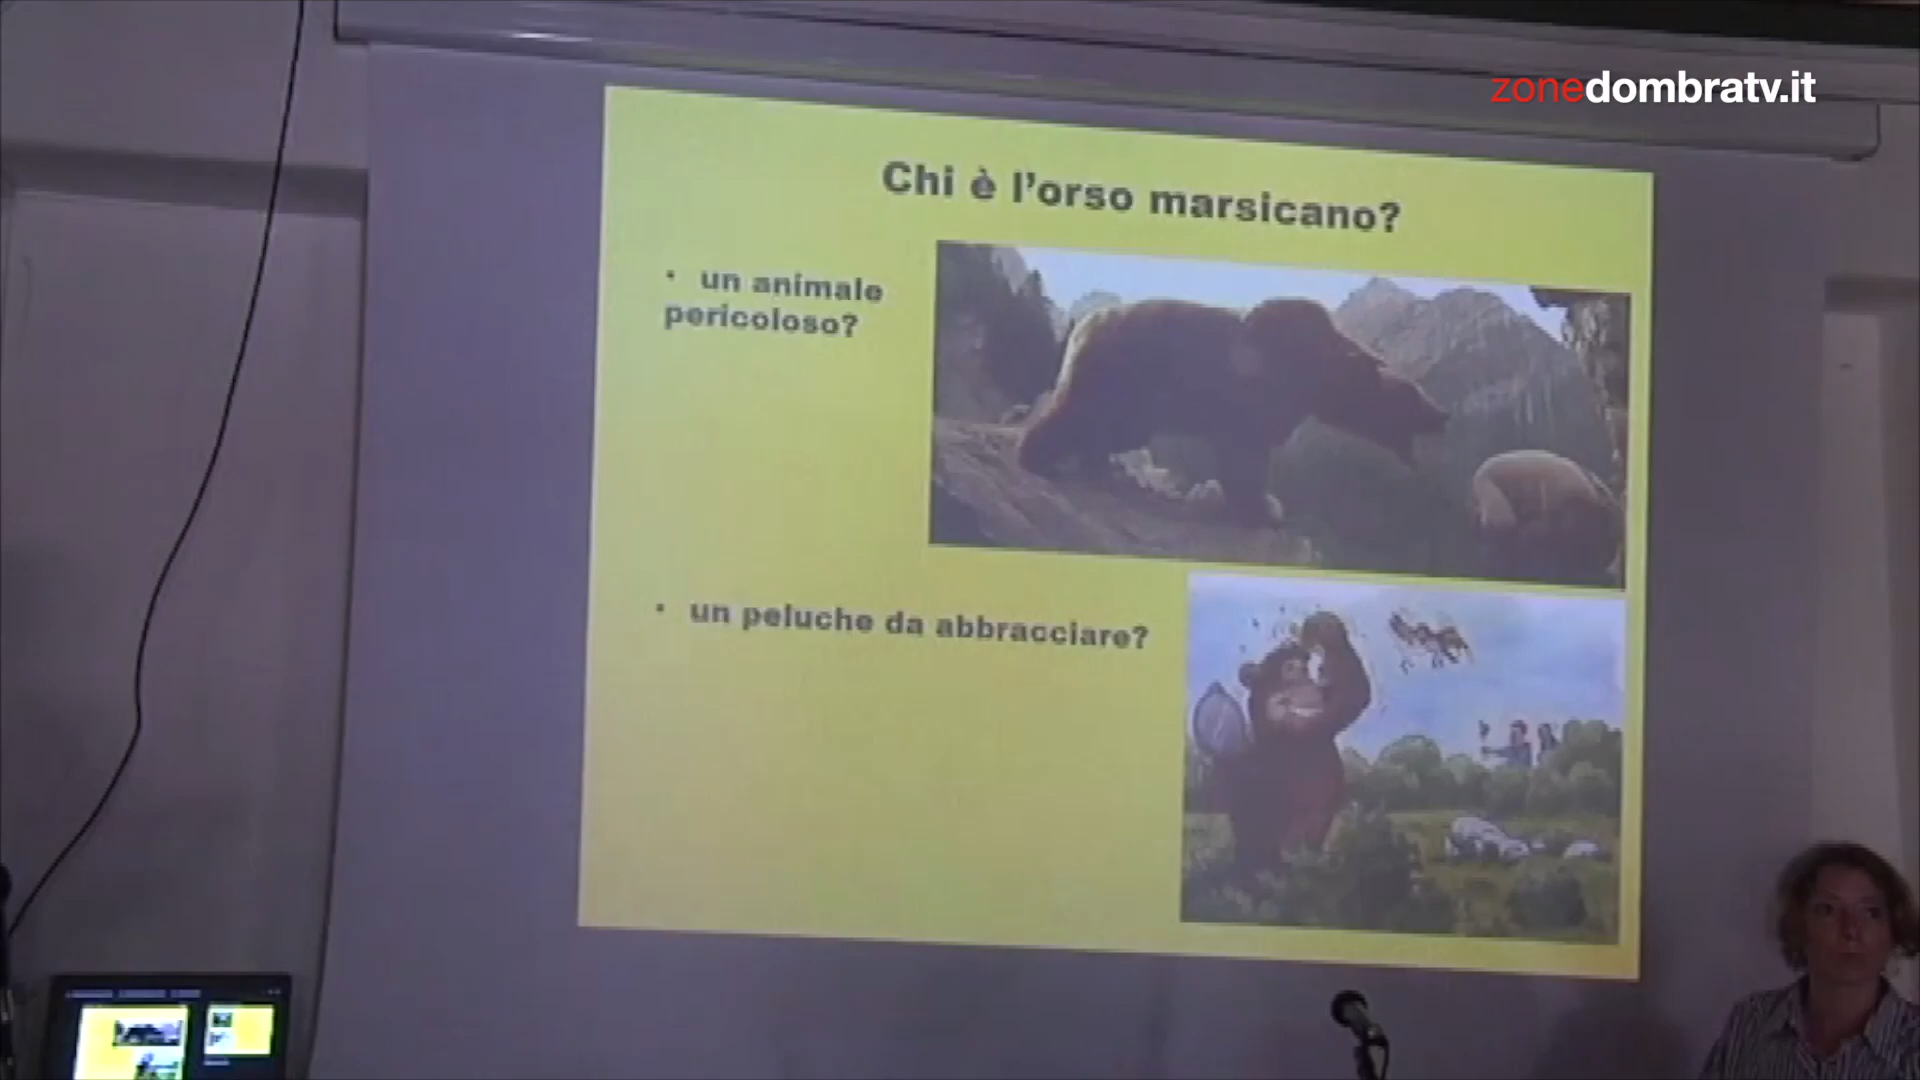 zonedombratv.it
Chi è l'orso marsicano?
• un animale
pericoloso?
• un peluche da abbracciare?